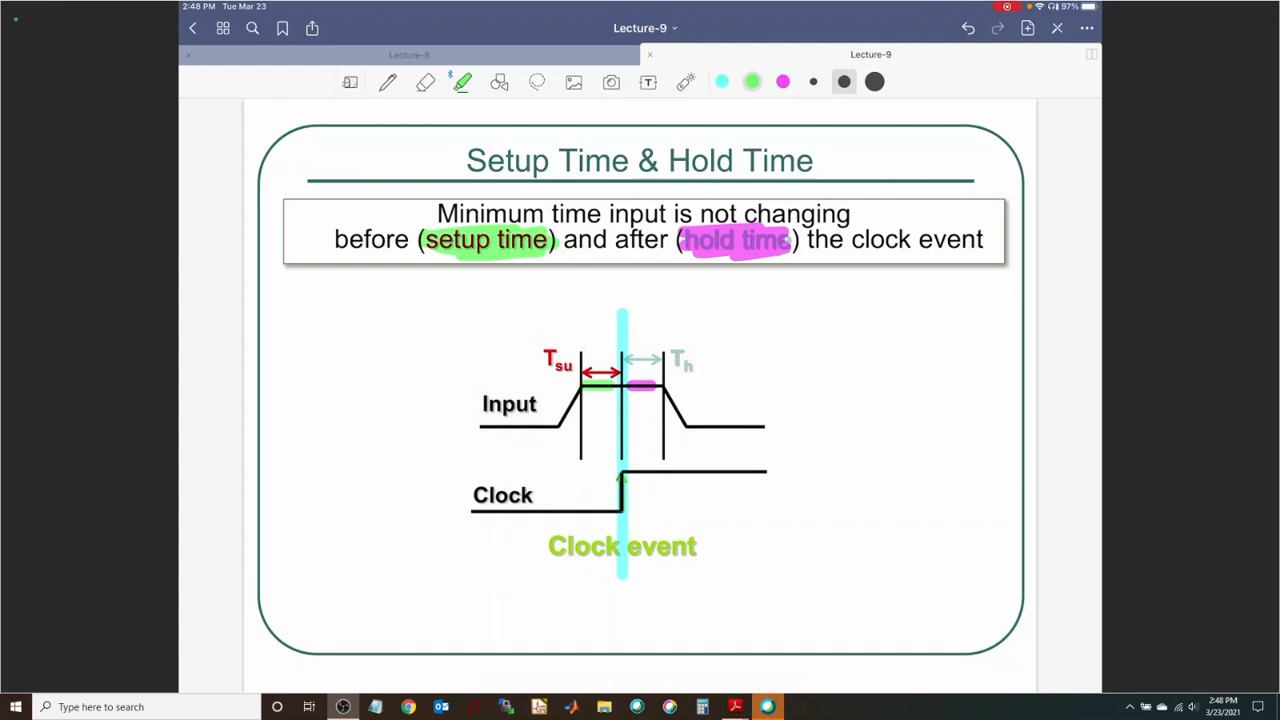 2:48 PM Tue Mar 23
97%
Lecture-9
Lecture-8
Lecture-9
T
Setup Time & Hold Time
Minimum time input is not changing
before (setup time) and after (hold time) the clock event
Tsu
Th
Input
Clock
Clock event
Type here to search
2:48 PM
3/23/2021